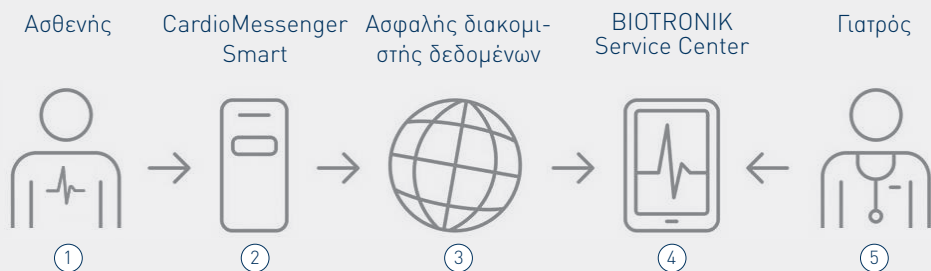 Ασθενής
CardioMessenger
Smart
Ασφαλής διακομι-
στής δεδομένων
BIOTRONIK
Service Center
Γιατρός
1
2
3
4
5